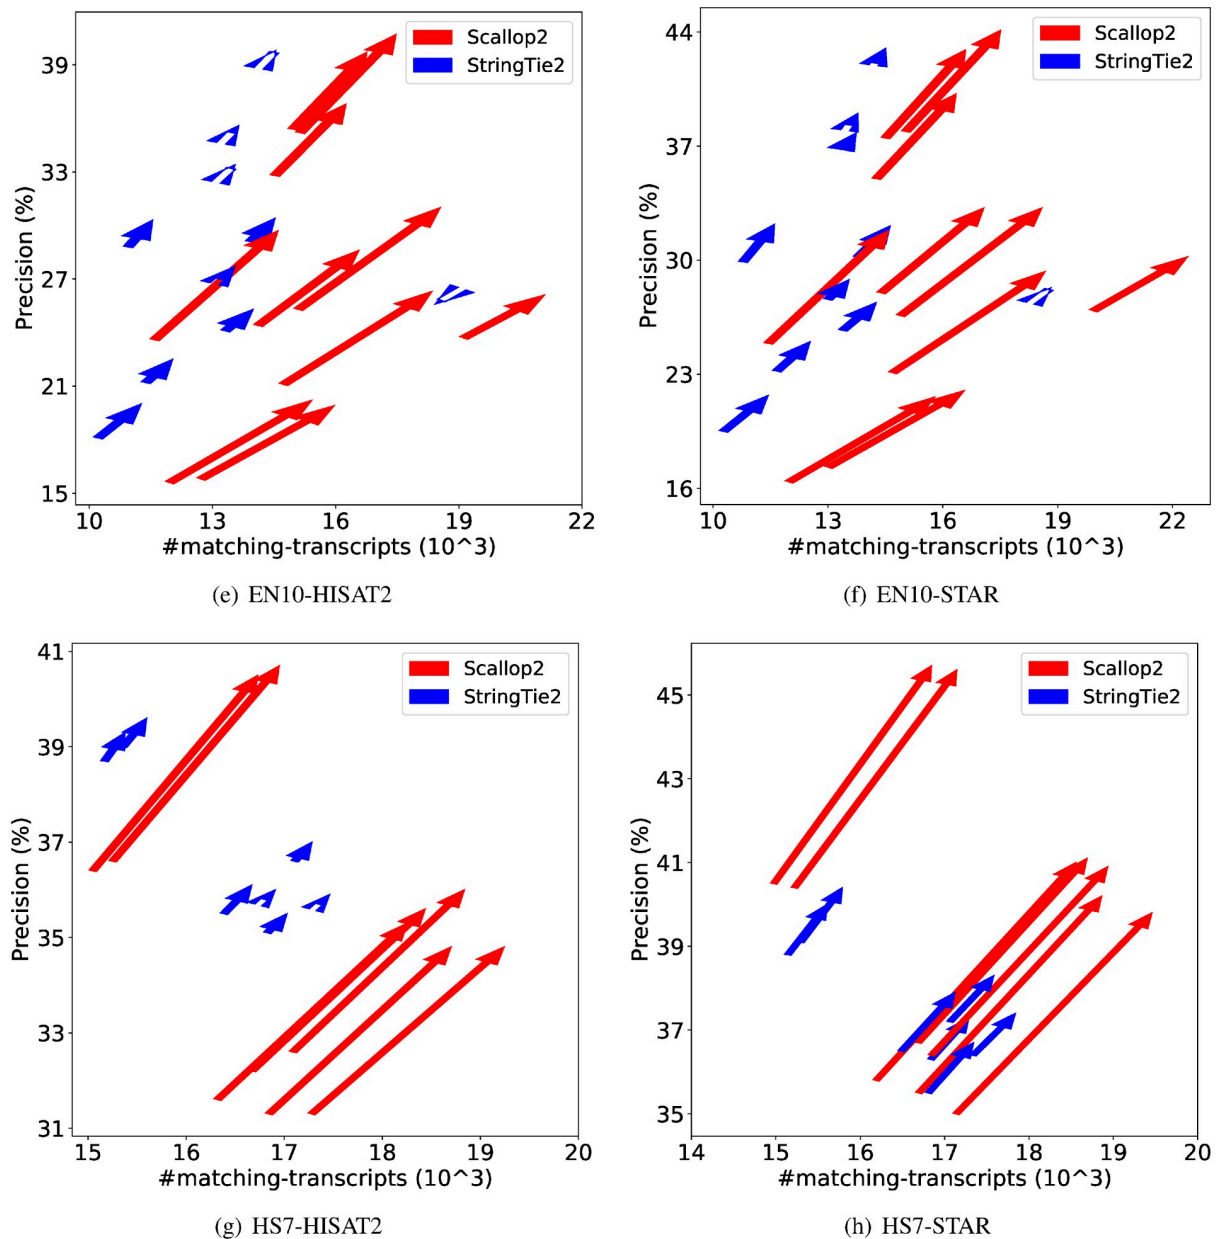 Scallop2
StringTie2
39
33
27
21
15
Precision (%)
10 13 16 19 22
#matching-transcripts (10^3)
(e) EN10-HISAT2
Scallop2
StringTie2
44
37
30
23
16
Precision (%)
10 13 16 19 22
#matching-transcripts (10^3)
(f) EN10-STAR
Scallop2
StringTie2
41
39
37
35
33
31
Precision (%)
15 16 17 18 19 20
#matching-transcripts (10^3)
(g) HS7-HISAT2
Scallop2
StringTie2
45
43
41
39
37
35
Precision (%)
14 15 16 17 18 19 20
#matching-transcripts (10^3)
(h) HS7-STAR